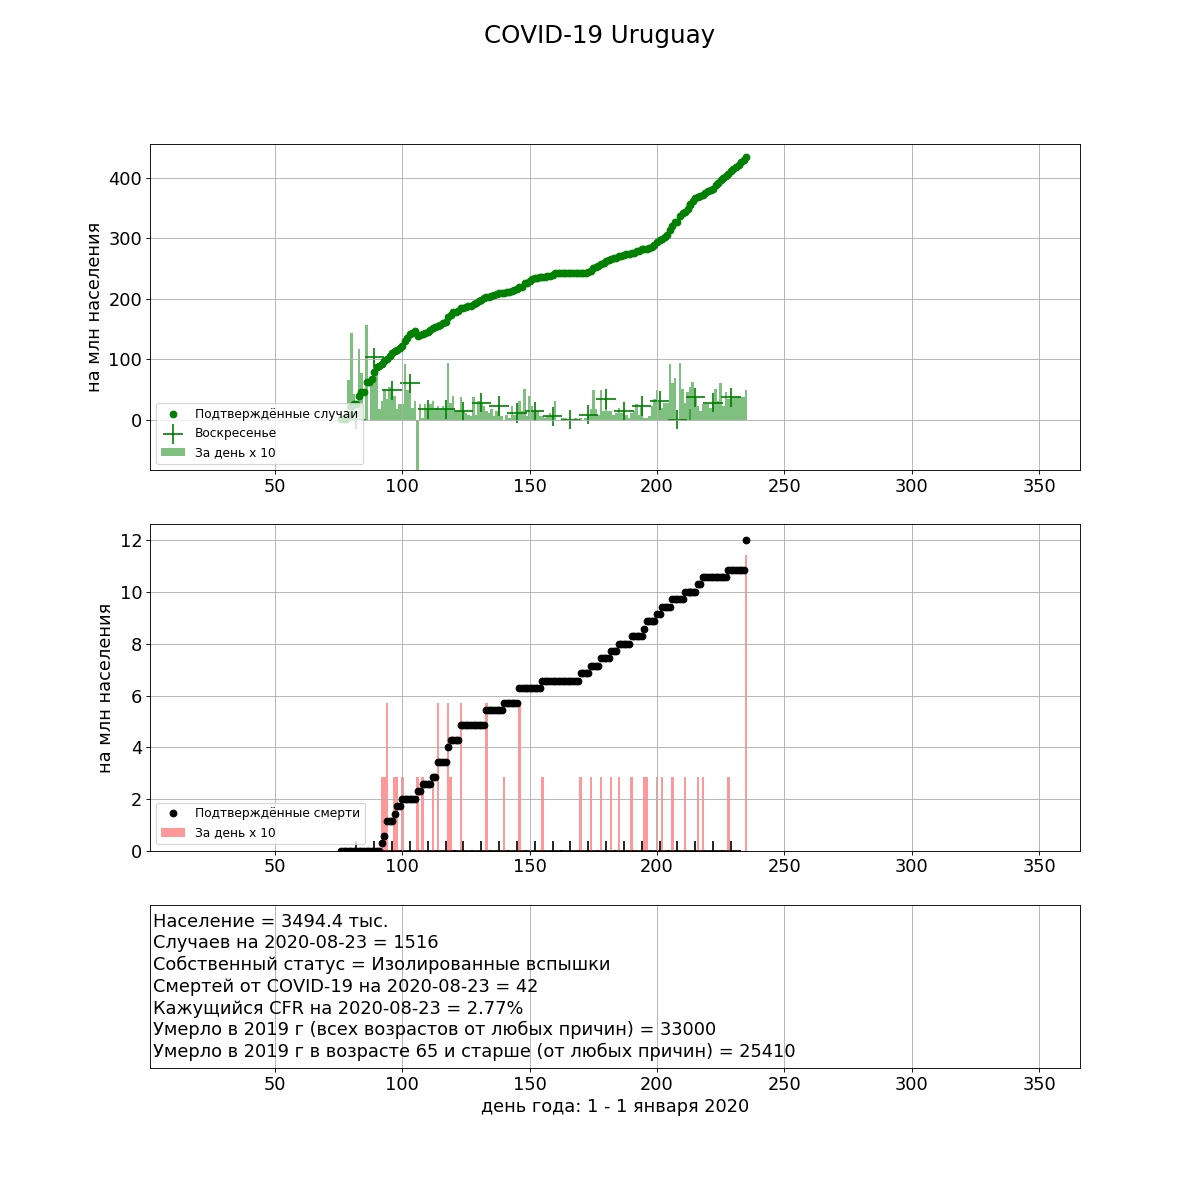 COVID-19 Uruguay
400
300
200
100
0
на млн населения
Подтверждённые случаи
Воскресенье
За день x 10
50 100 150 200 250 300 350
12
10
8
6
4
2
0
на млн населения
Подтверждённые смерти
За день x 10
50 100 150 200 250 300 350
Население = 3494.4 тыс.
Случаев на 2020-08-23 = 1516
Собственный статус = Изолированные вспышки
Смертей от COVID-19 на 2020-08-23 = 42
Кажущийся CFR на 2020-08-23 = 2.77%
Умерло в 2019 г (всех возрастов от любых причин) = 33000
Умерло в 2019 г в возрасте 65 и старше (от любых причин) = 25410
50 100 150 200 250 300 350
день года: 1 - 1 января 2020